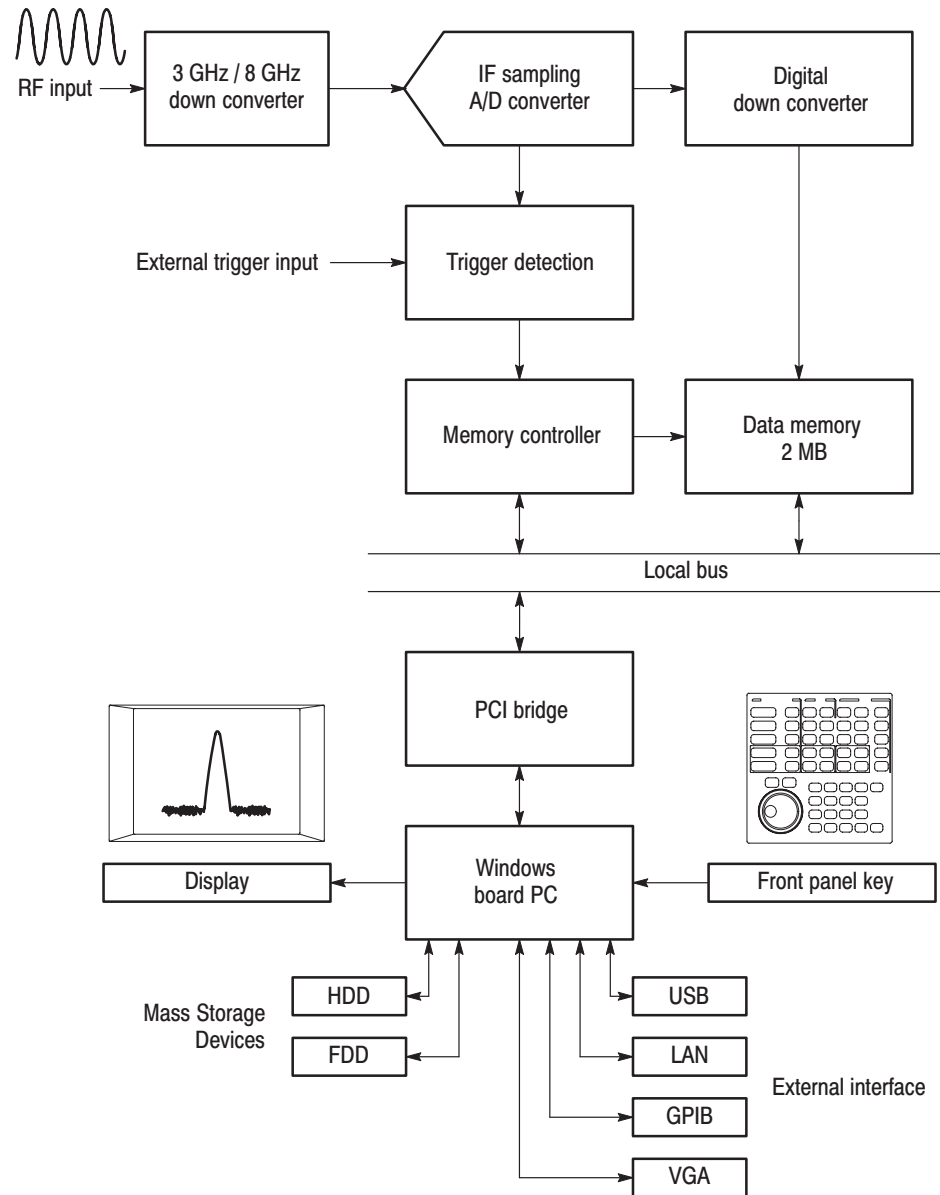 RF input
3 GHz / 8 GHz
down converter
IF sampling
A/D converter
Digital
down converter
External trigger input
Trigger detection
Memory controller
Data memory
2 MB
Local bus
PCI bridge
Display
Windows
board PC
Front panel key
Mass Storage
Devices
HDD
FDD
USB
LAN
GPIB
VGA
External interface